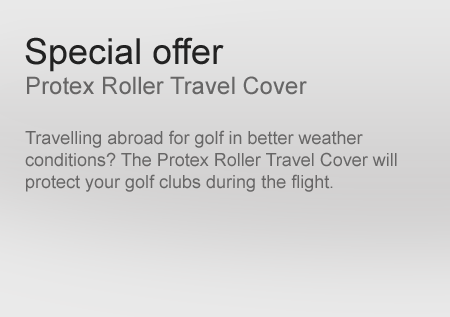 Special offer
Protex Roller Travel Cover
Travelling abroad for golf in better weather
conditions? The Protex Roller Travel Cover will
protect your golf clubs during the flight.